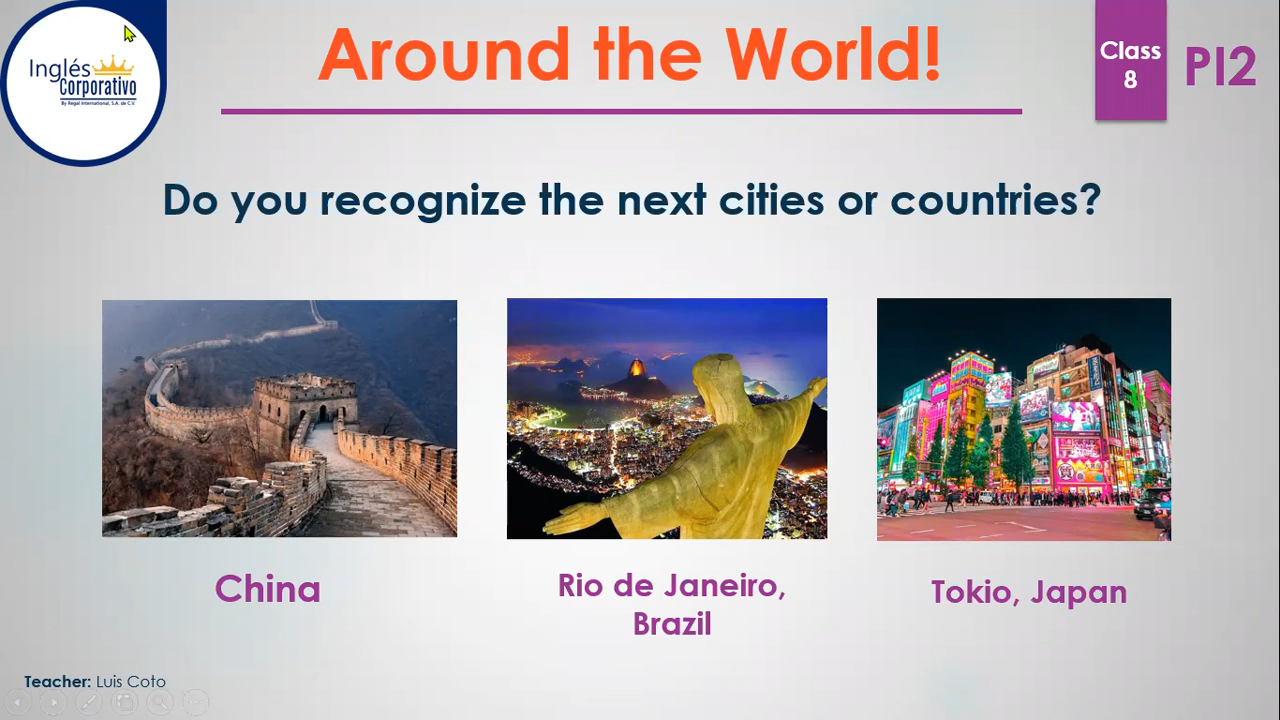 Inglés
Corporativo
By Regal International, S.A. de C.V.
Around the World!
Class
8
PI2
Do you recognize the next cities or countries?
China
Rio de Janeiro,
Brazil
Tokio, Japan
Teacher: Luis Coto